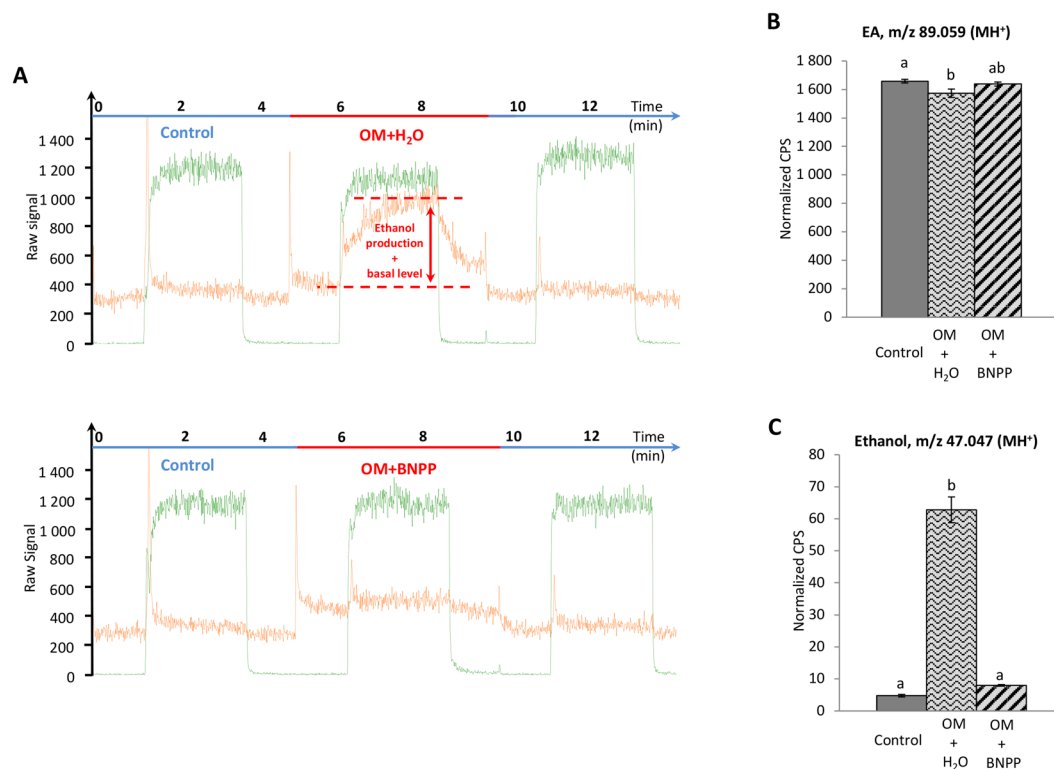 A
0 2 4 6 8 10 12 Time
(min)
Control
OM+H₂O
1 400
1 200
1 000
800
600
400
200
0
Raw signal
Ethanol
production
+
basal level
0 2 4 6 8 10 12 Time
(min)
Control
OM+BNPP
1 400
1 200
1 000
800
600
400
200
0
Raw Signal
B
EA, m/z 89.059 (MH⁺)
1 800
1 600
1 400
1 200
1 000
800
600
400
200
0
Normalized CPS
a
b
ab
Control
OM
+
H₂O
OM
+
BNPP
C
Ethanol, m/z 47.047 (MH⁺)
80
70
60
50
40
30
20
10
0
Normalized CPS
a
b
a
Control
OM
+
H₂O
OM
+
BNPP